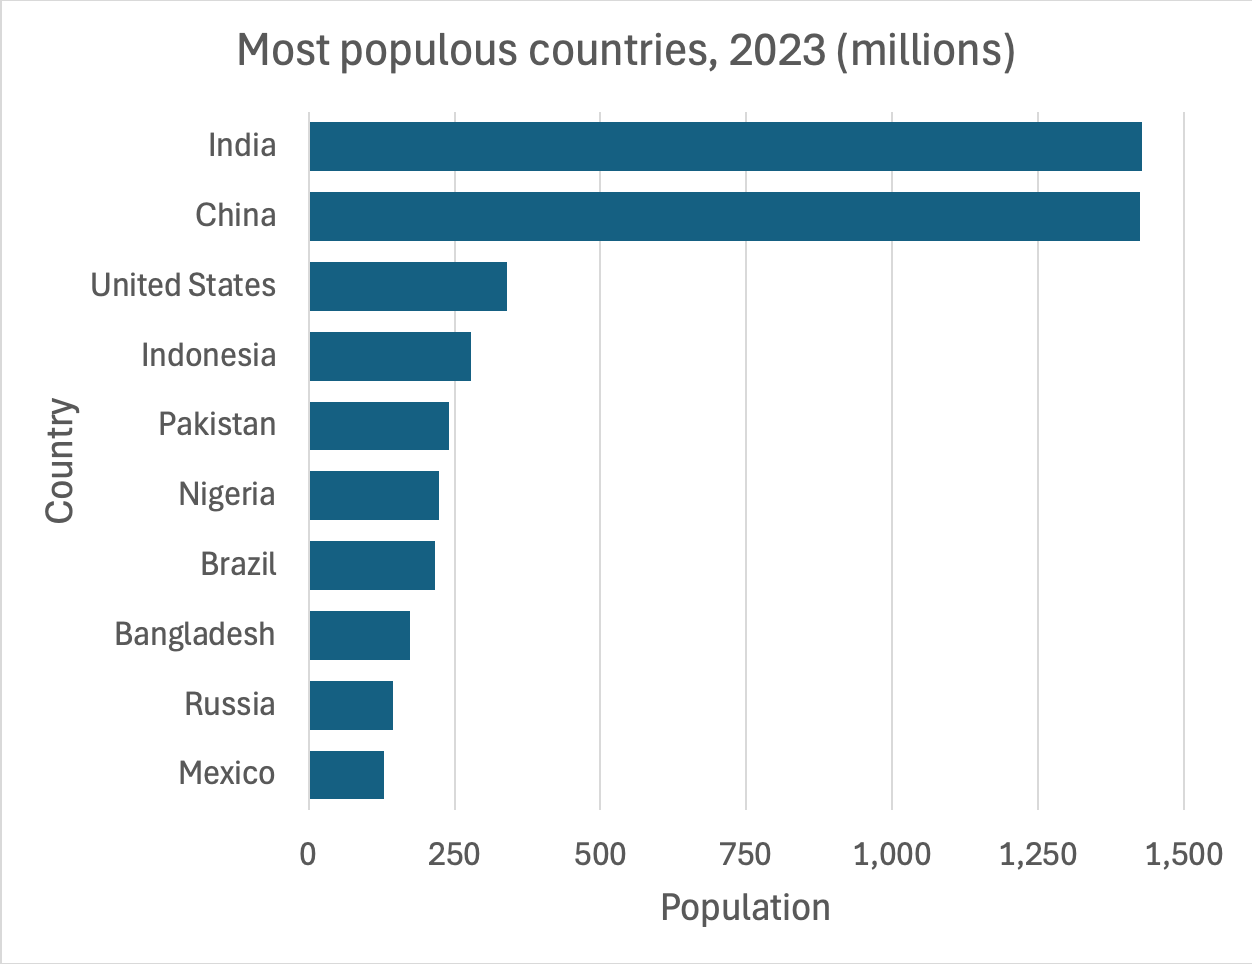 Most populous countries, 2023 (millions)
India
China
United States
Indonesia
Pakistan
Nigeria
Brazil
Bangladesh
Russia
Mexico
Country
0 250 500 750 1,000 1,250 1,500
Population